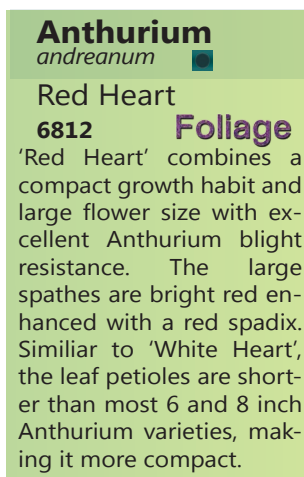 Anthurium
andreanum
Red Heart
6812 Foliage
'Red Heart' combines a
compact growth habit and
large flower size with ex-
cellent Anthurium blight
resistance. The large
spathes are bright red en-
hanced with a red spadix.
Similiar to 'White Heart',
the leaf petioles are short-
er than most 6 and 8 inch
Anthurium varieties, mak-
ing it more compact.